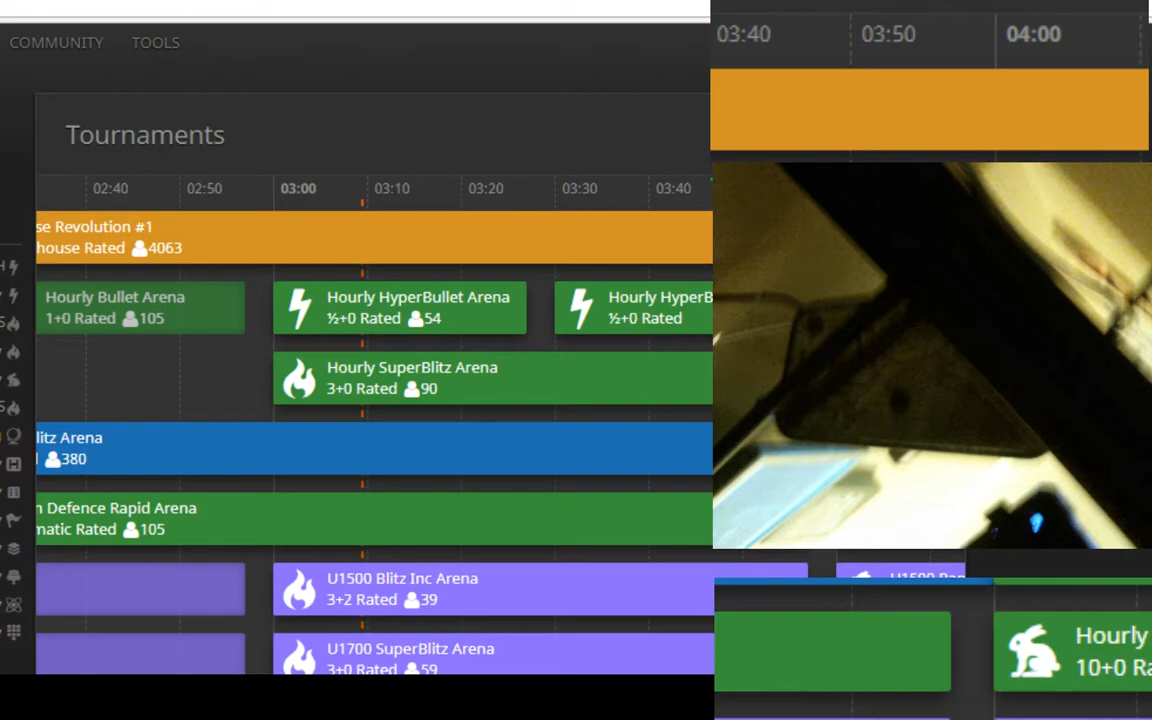 COMMUNITY TOOLS
Tournaments
02:40 02:50 03:00 03:10 03:20 03:30 03:40
se Revolution #1
house Rated 4063
Hourly Bullet Arena
1+0 Rated 105
Hourly HyperBullet Arena
½+0 Rated 54
Hourly HyperB
½+0 Rated
Hourly SuperBlitz Arena
3+0 Rated 90
litz Arena
380
n Defence Rapid Arena
matic Rated 105
U1500 Blitz Inc Arena
3+2 Rated 39
U1700 SuperBlitz Arena
3+0 Rated 59
03:40 03:50 04:00
Hourly
10+0 Ra